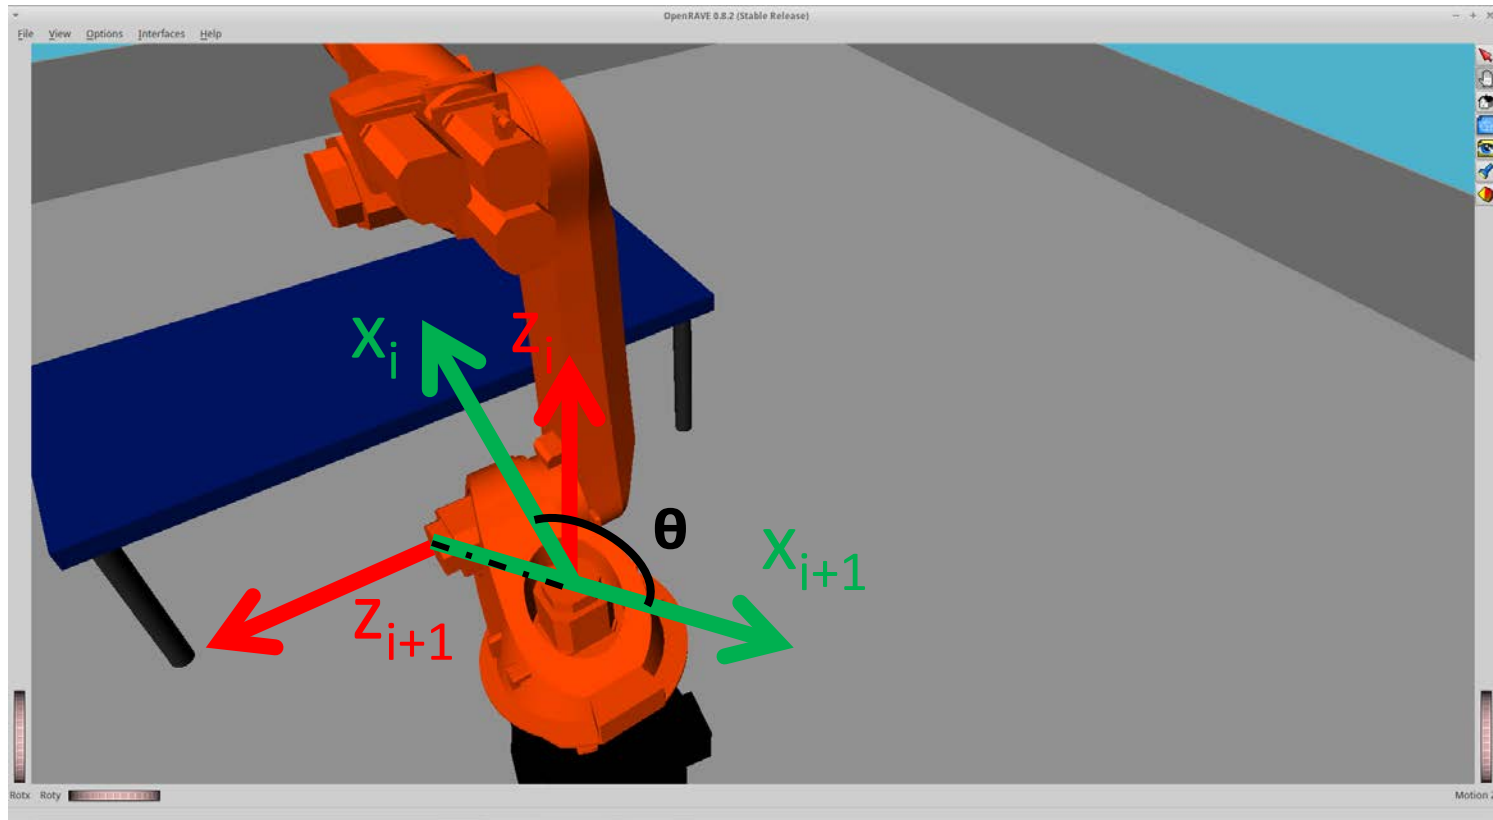 OpenRAVE 0.8.2 (Stable Release)
File View Options Interfaces Help
xi
zi
θ
xi+1
zi+1
Rotx Roty
Motion Z